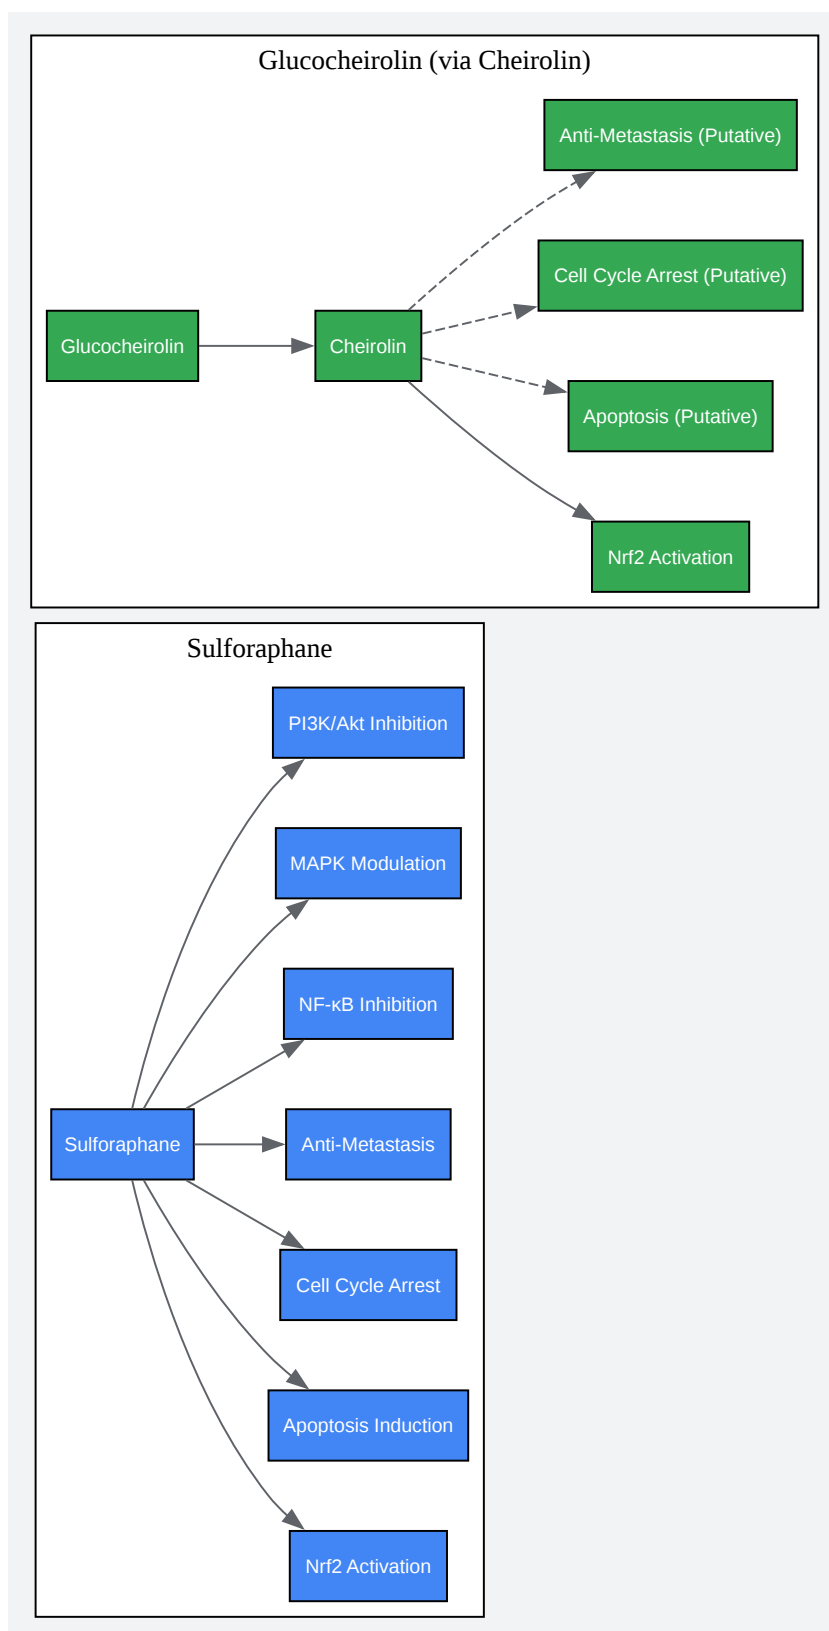 Glucocheirolin (via Cheirolin)
Anti-Metastasis (Putative)
Cell Cycle Arrest (Putative)
Glucocheirolin
Cheirolin
Apoptosis (Putative)
Nrf2 Activation
Sulforaphane
PI3K/Akt Inhibition
MAPK Modulation
NF-κB Inhibition
Sulforaphane
Anti-Metastasis
Cell Cycle Arrest
Apoptosis Induction
Nrf2 Activation